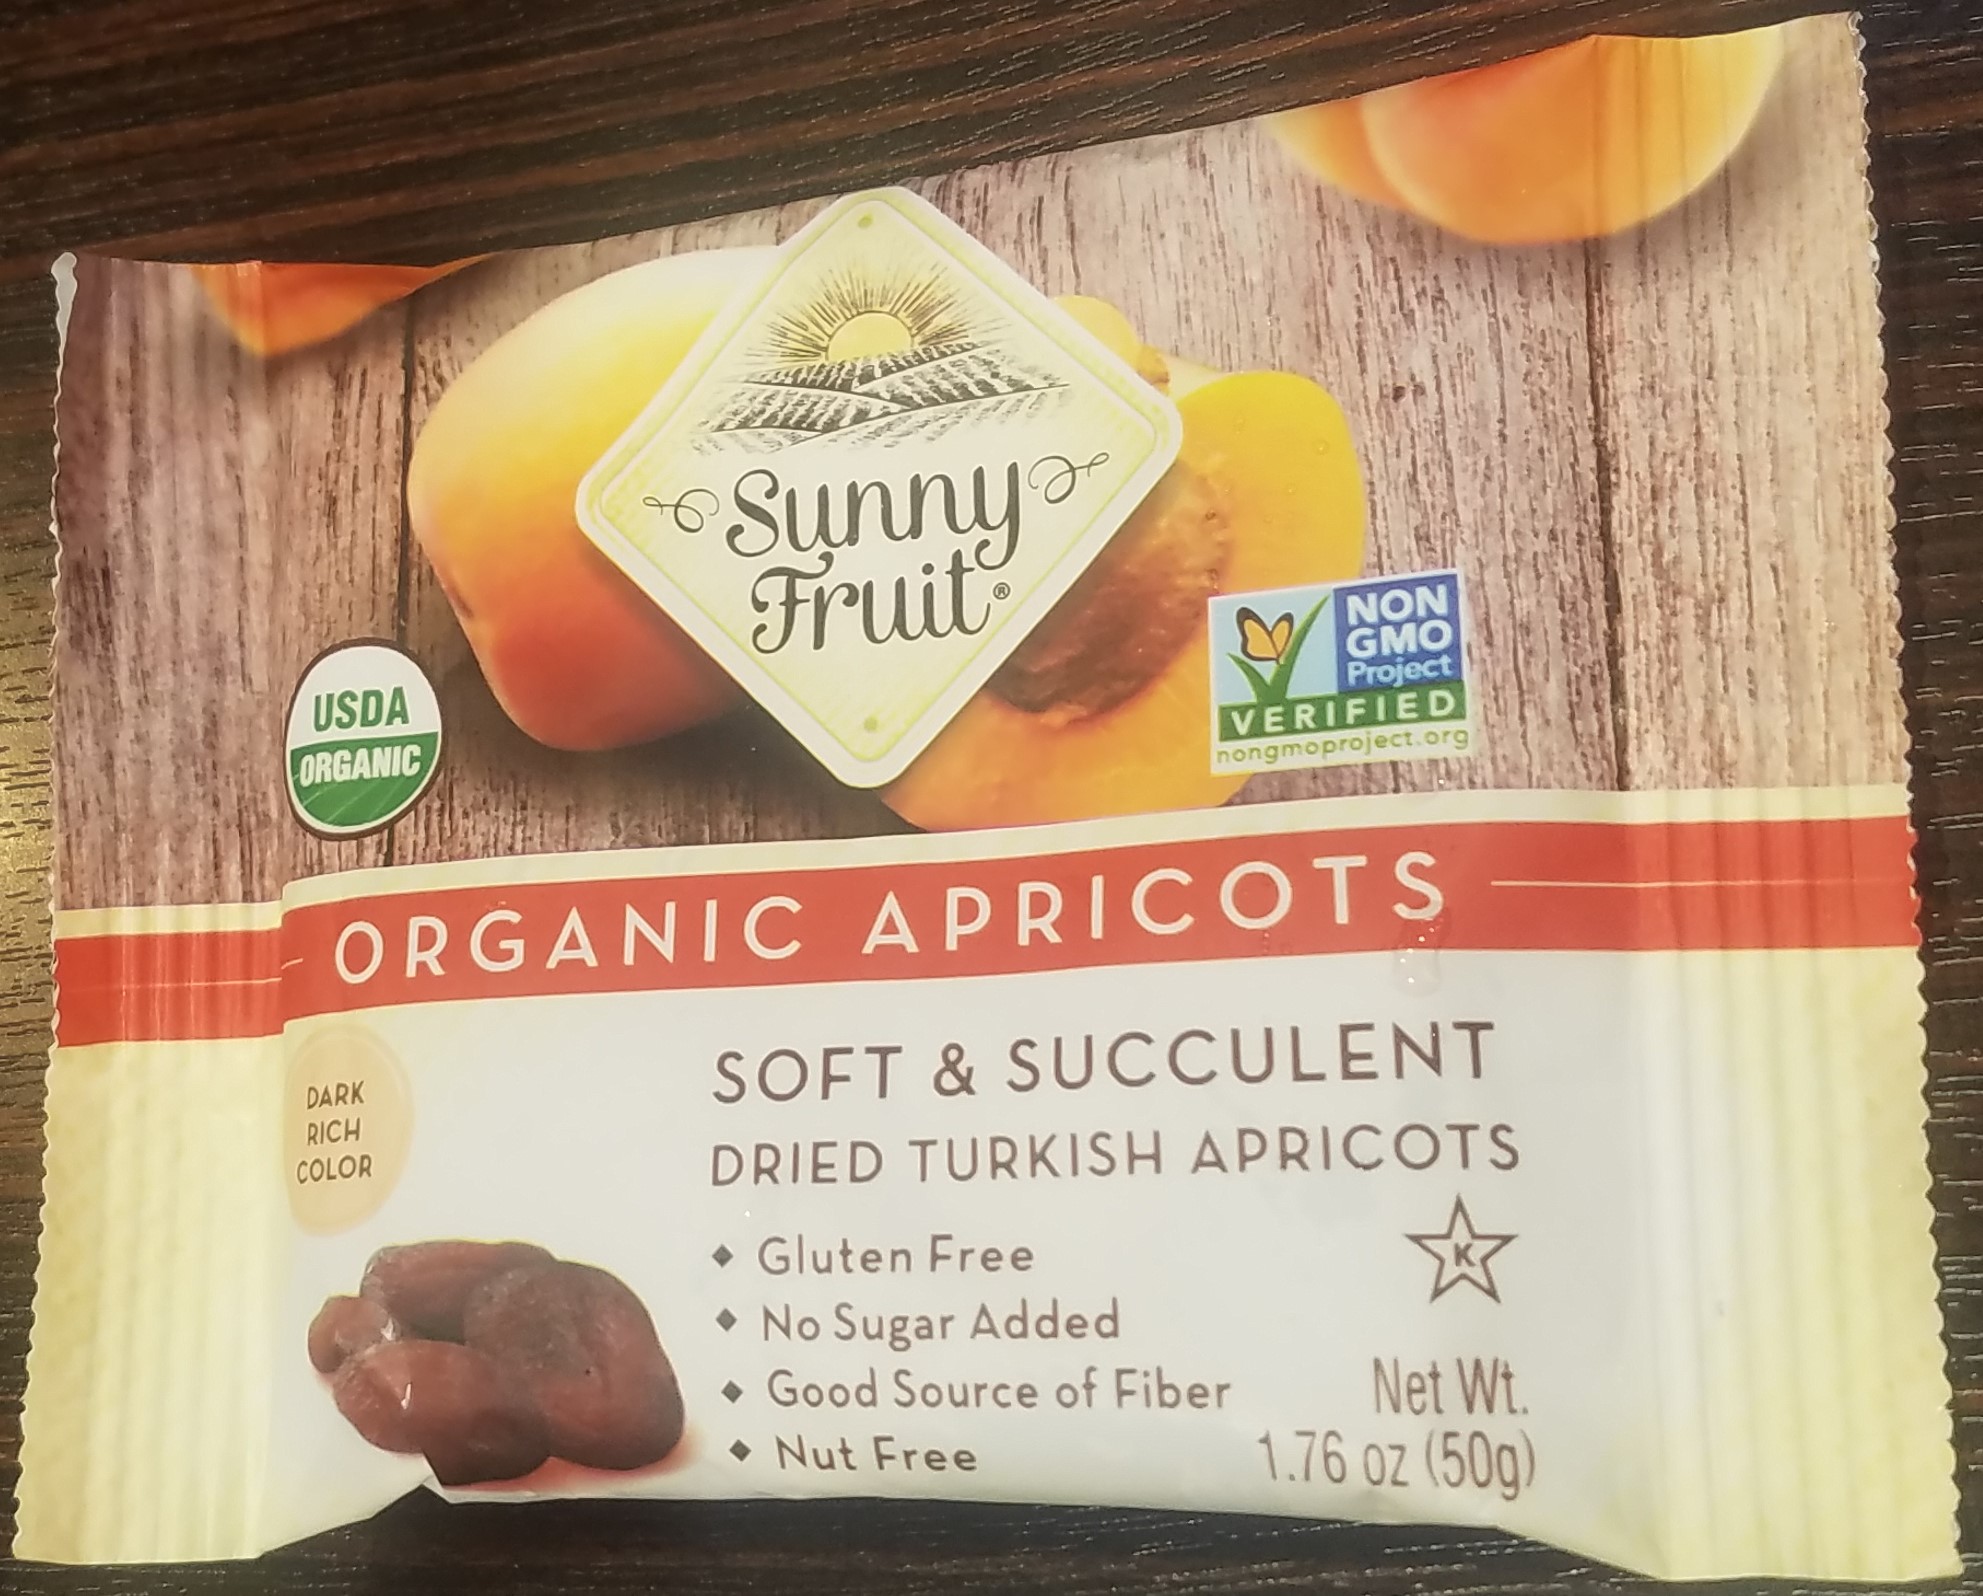 Sunny
Fruit®
USDA
ORGANIC
NON
GMO
Project
VERIFIED
nongmoproject.org
ORGANIC APRICOTS
DARK
RICH
COLOR
SOFT & SUCCULENT
DRIED TURKISH APRICOTS
◆ Gluten Free
◆ No Sugar Added
◆ Good Source of Fiber
◆ Nut Free
K
Net Wt.
1.76 oz (50g)